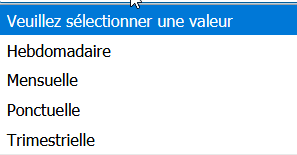 Veuillez sélectionner une valeur
Hebdomadaire
Mensuelle
Ponctuelle
Trimestrielle